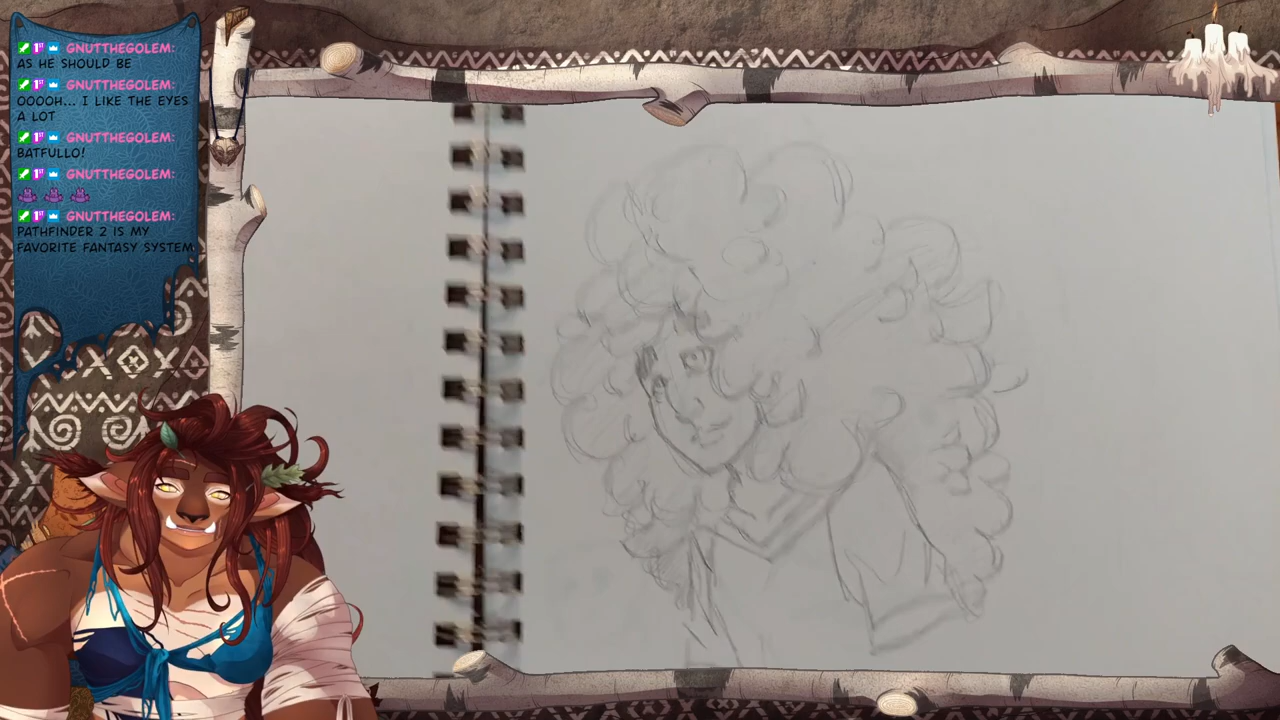 GNUTTHEGOLEM:
AS HE SHOULD BE
GNUTTHEGOLEM:
OOOOH... I LIKE THE EYES
A LOT
GNUTTHEGOLEM:
BATFULLO!
GNUTTHEGOLEM:
GNUTTHEGOLEM:
PATHFINDER 2 IS MY
FAVORITE FANTASY SYSTEM